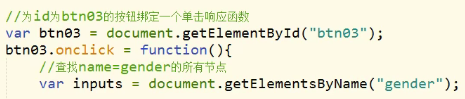 //为id为btn03的按钮绑定一个单击响应函数
var btn03 = document.getElementById("btn03");
btn03.onclick = function(){
//查找name=gender的所有节点
var inputs = document.getElementsByName("gender");